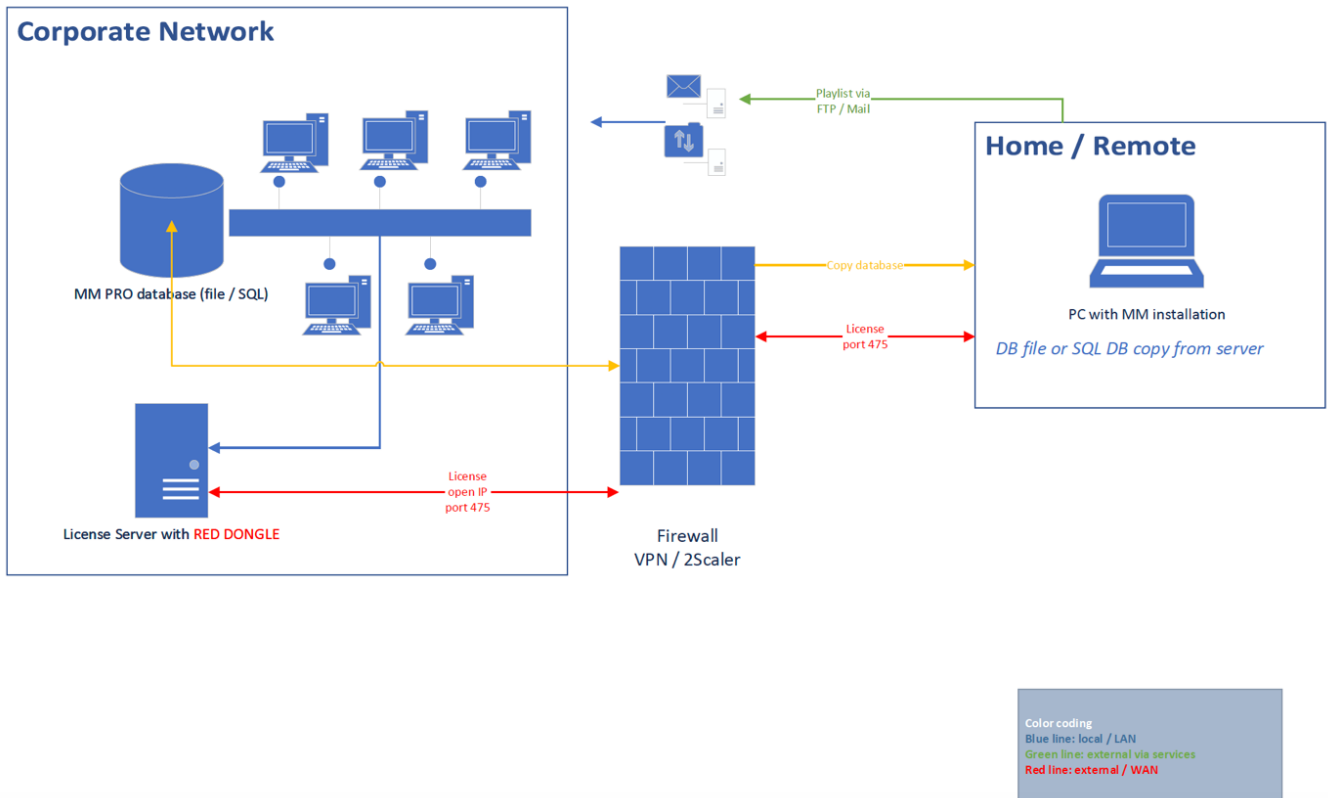 Corporate Network
MM PRO database (file / SQL)
License Server with RED DONGLE
License
open IP
port 475
Playlist via
FTP / Mail
Copy database
License
port 475
Firewall
VPN / 2Scaler
Home / Remote
PC with MM installation
DB file or SQL DB copy from server
Color coding
Blue line: local / LAN
Green line: external via services
Red line: external / WAN